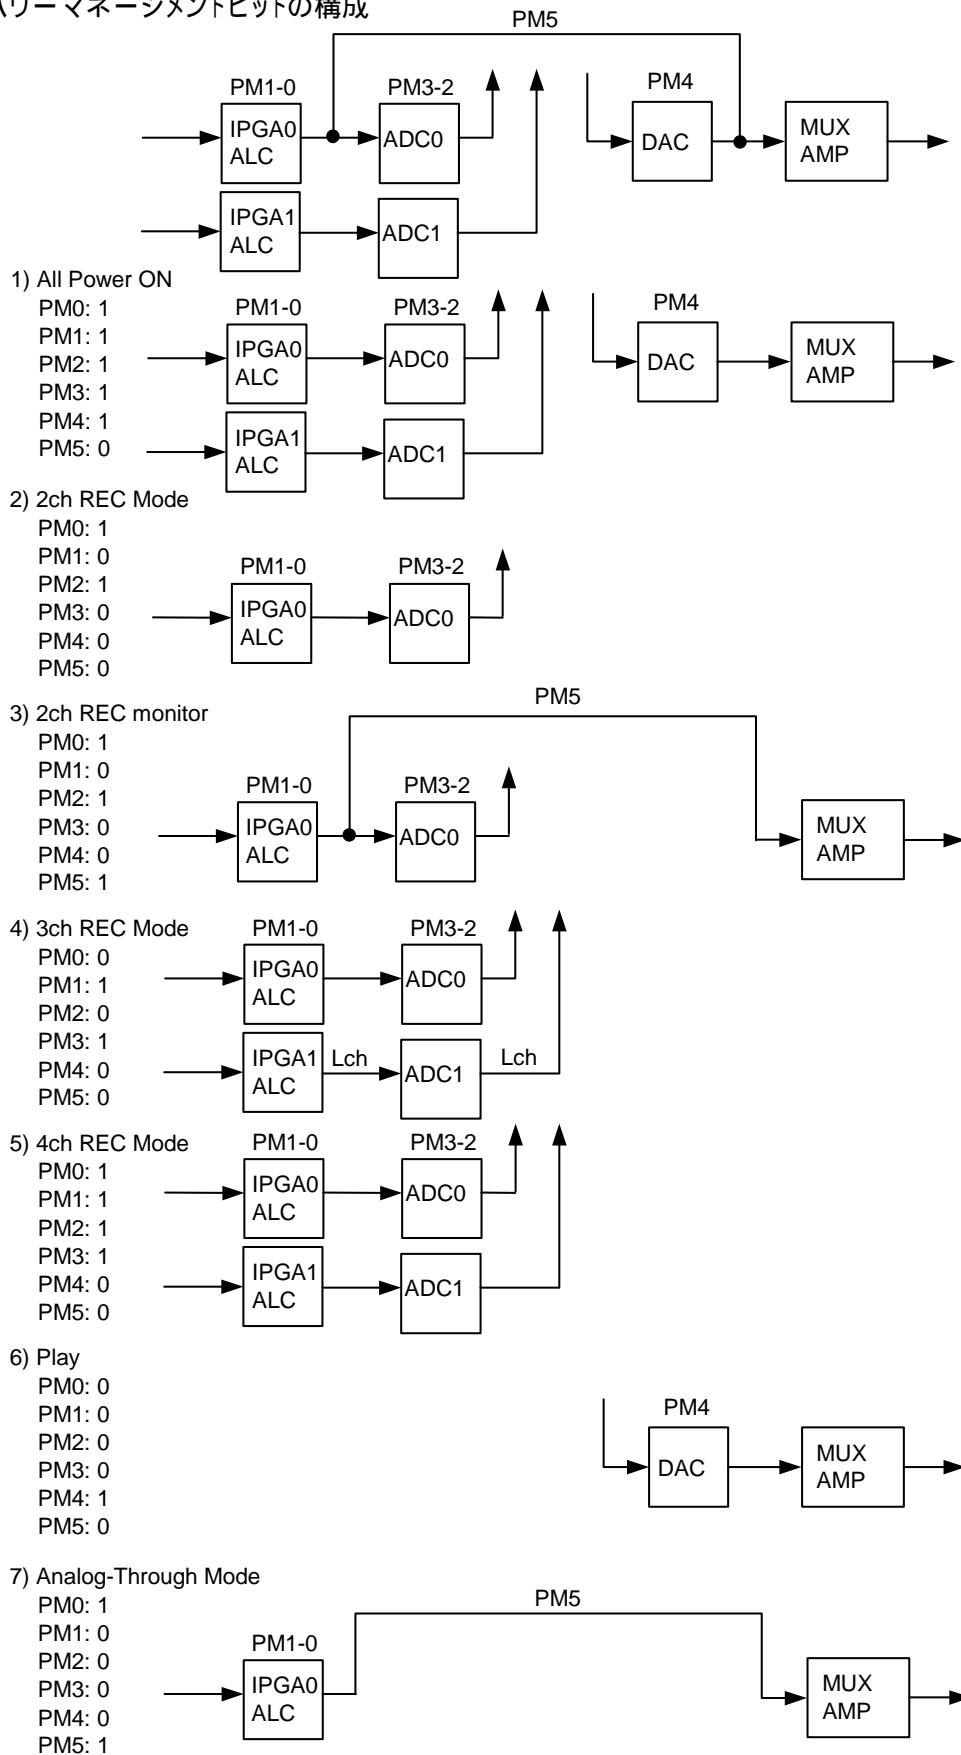 パワーマネージメントビットの構成
PM5
PM1-0
PM3-2
PM4
IPGA0
ALC
ADC0
DAC
MUX
AMP
IPGA1
ALC
ADC1
1) All Power ON
PM0: 1
PM1: 1
PM2: 1
PM3: 1
PM4: 1
PM5: 0
PM1-0
PM3-2
PM4
IPGA0
ALC
ADC0
DAC
MUX
AMP
IPGA1
ALC
ADC1
2) 2ch REC Mode
PM0: 1
PM1: 0
PM2: 1
PM3: 0
PM4: 0
PM5: 0
PM1-0
PM3-2
IPGA0
ALC
ADC0
3) 2ch REC monitor
PM0: 1
PM1: 0
PM2: 1
PM3: 0
PM4: 0
PM5: 1
PM5
PM1-0
PM3-2
IPGA0
ALC
ADC0
MUX
AMP
4) 3ch REC Mode
PM0: 0
PM1: 1
PM2: 0
PM3: 1
PM4: 0
PM5: 0
PM1-0
PM3-2
IPGA0
ALC
ADC0
IPGA1
ALC
Lch
ADC1
Lch
5) 4ch REC Mode
PM0: 1
PM1: 1
PM2: 1
PM3: 1
PM4: 0
PM5: 0
PM1-0
PM3-2
IPGA0
ALC
ADC0
IPGA1
ALC
ADC1
6) Play
PM0: 0
PM1: 0
PM2: 0
PM3: 0
PM4: 1
PM5: 0
PM4
DAC
MUX
AMP
7) Analog-Through Mode
PM0: 1
PM1: 0
PM2: 0
PM3: 0
PM4: 0
PM5: 1
PM5
PM1-0
IPGA0
ALC
MUX
AMP